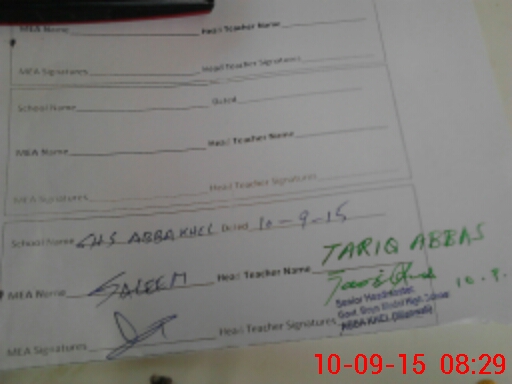 MEA Name Head Teacher Name
MEA Signatures Head Teacher Signatures
School Name Dated
MEA Name Head Teacher Name
MEA Signatures Head Teacher Signatures
School Name GHS ABBA KHEL Dated 10-9-15
MEA Name SALEEM Head Teacher Name TARIQ ABBAS
10.9.
Senior Headmaster
MEA Signatures Head Teacher Signatures
ABBA KHEL
10-09-15 08:29